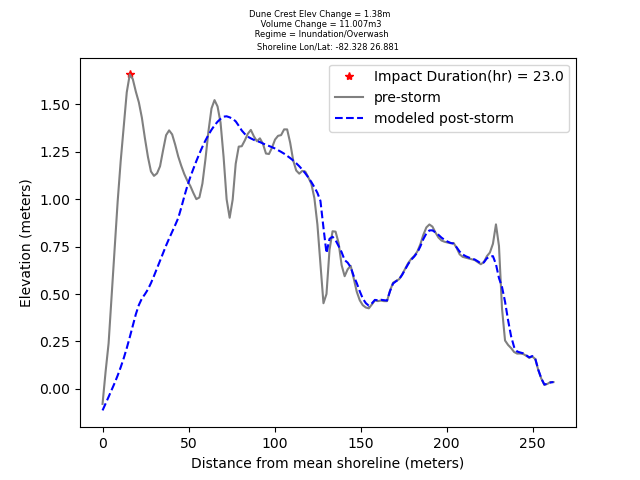 Dune Crest Elev Change = 1.38m
Volume Change = 11.007m3
Regime = Inundation/Overwash
Shoreline Lon/Lat: -82.328 26.881
Impact Duration(hr) = 23.0
pre-storm
modeled post-storm
1.50
1.25
1.00
0.75
0.50
0.25
0.00
Elevation (meters)
0 50 100 150 200 250
Distance from mean shoreline (meters)